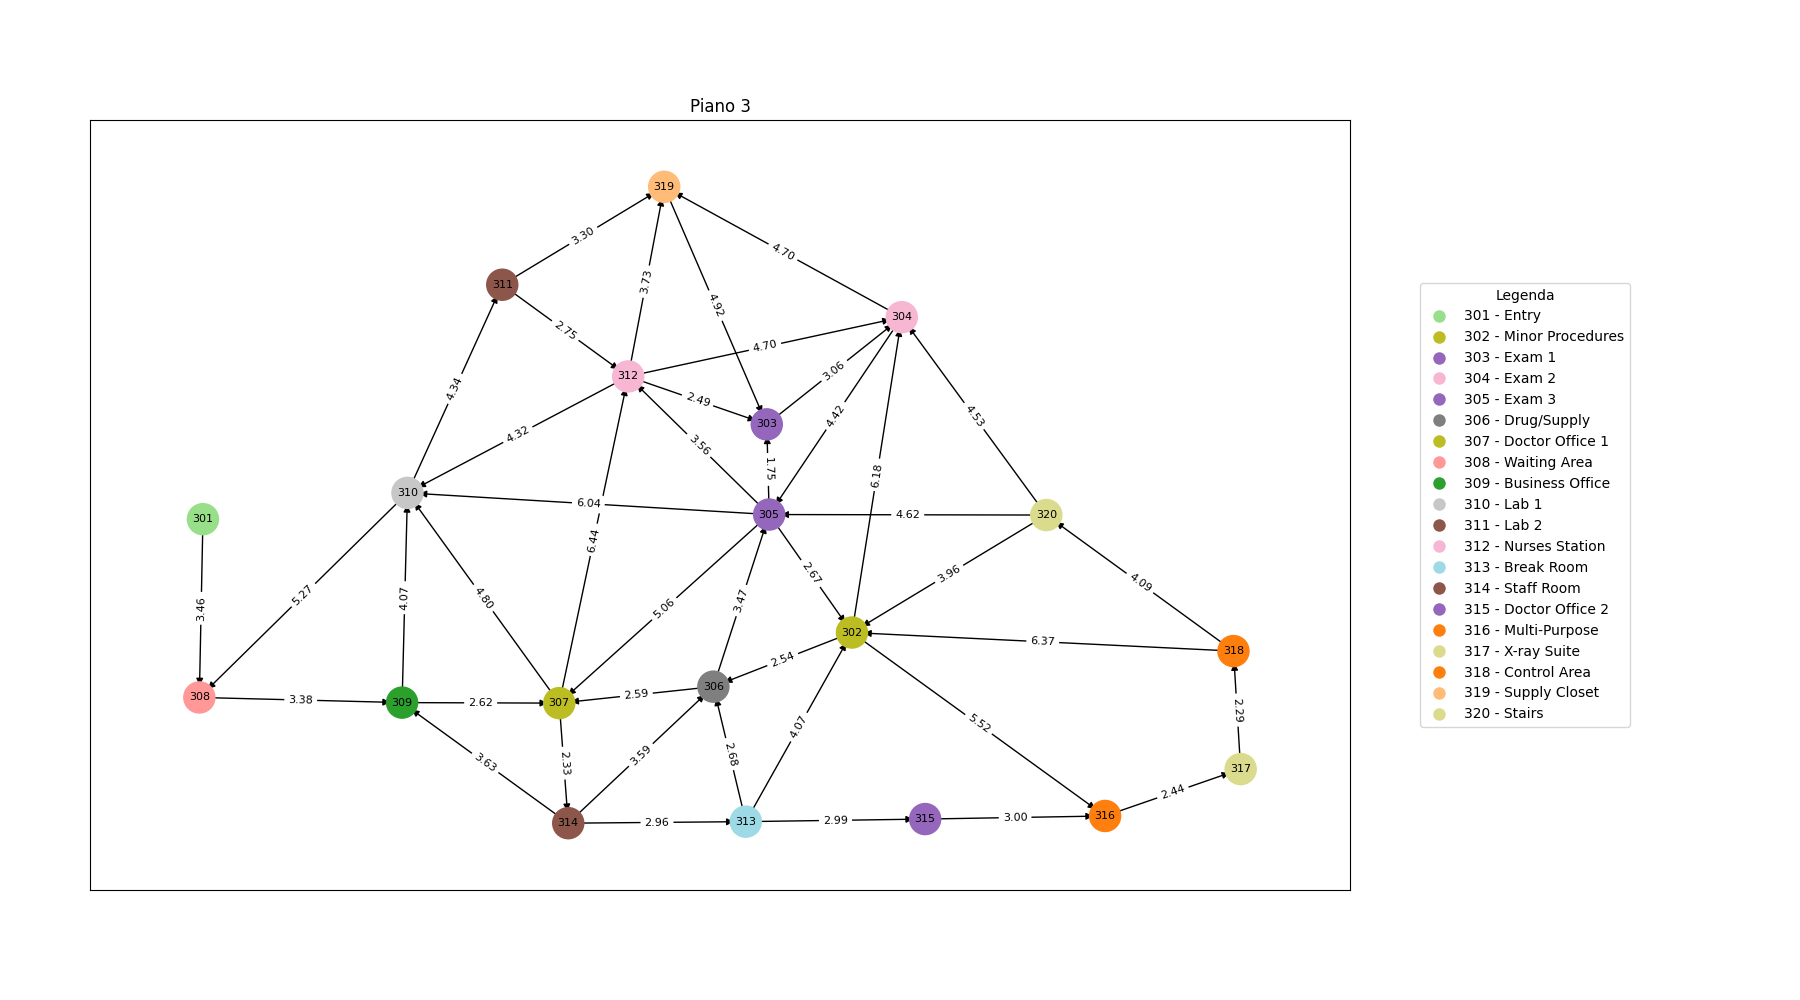 Piano 3
319
3.30
4.70
311
3.73
4.92
304
2.75
4.70
312
3.06
4.34
2.49
4.53
303
4.42
4.32
3.56
1.75
6.18
310
6.04
305
4.62
320
301
6.44
5.27
4.80
4.07
3.46
5.06
3.47
2.67
3.96
4.09
302
6.37
318
2.54
306
2.59
308
3.38
309
2.62
307
5.52
2.29
3.63
2.33
3.59
2.68
4.07
317
2.44
314
2.96
313
2.99
315
3.00
316
Legenda
301 - Entry
302 - Minor Procedures
303 - Exam 1
304 - Exam 2
305 - Exam 3
306 - Drug/Supply
307 - Doctor Office 1
308 - Waiting Area
309 - Business Office
310 - Lab 1
311 - Lab 2
312 - Nurses Station
313 - Break Room
314 - Staff Room
315 - Doctor Office 2
316 - Multi-Purpose
317 - X-ray Suite
318 - Control Area
319 - Supply Closet
320 - Stairs